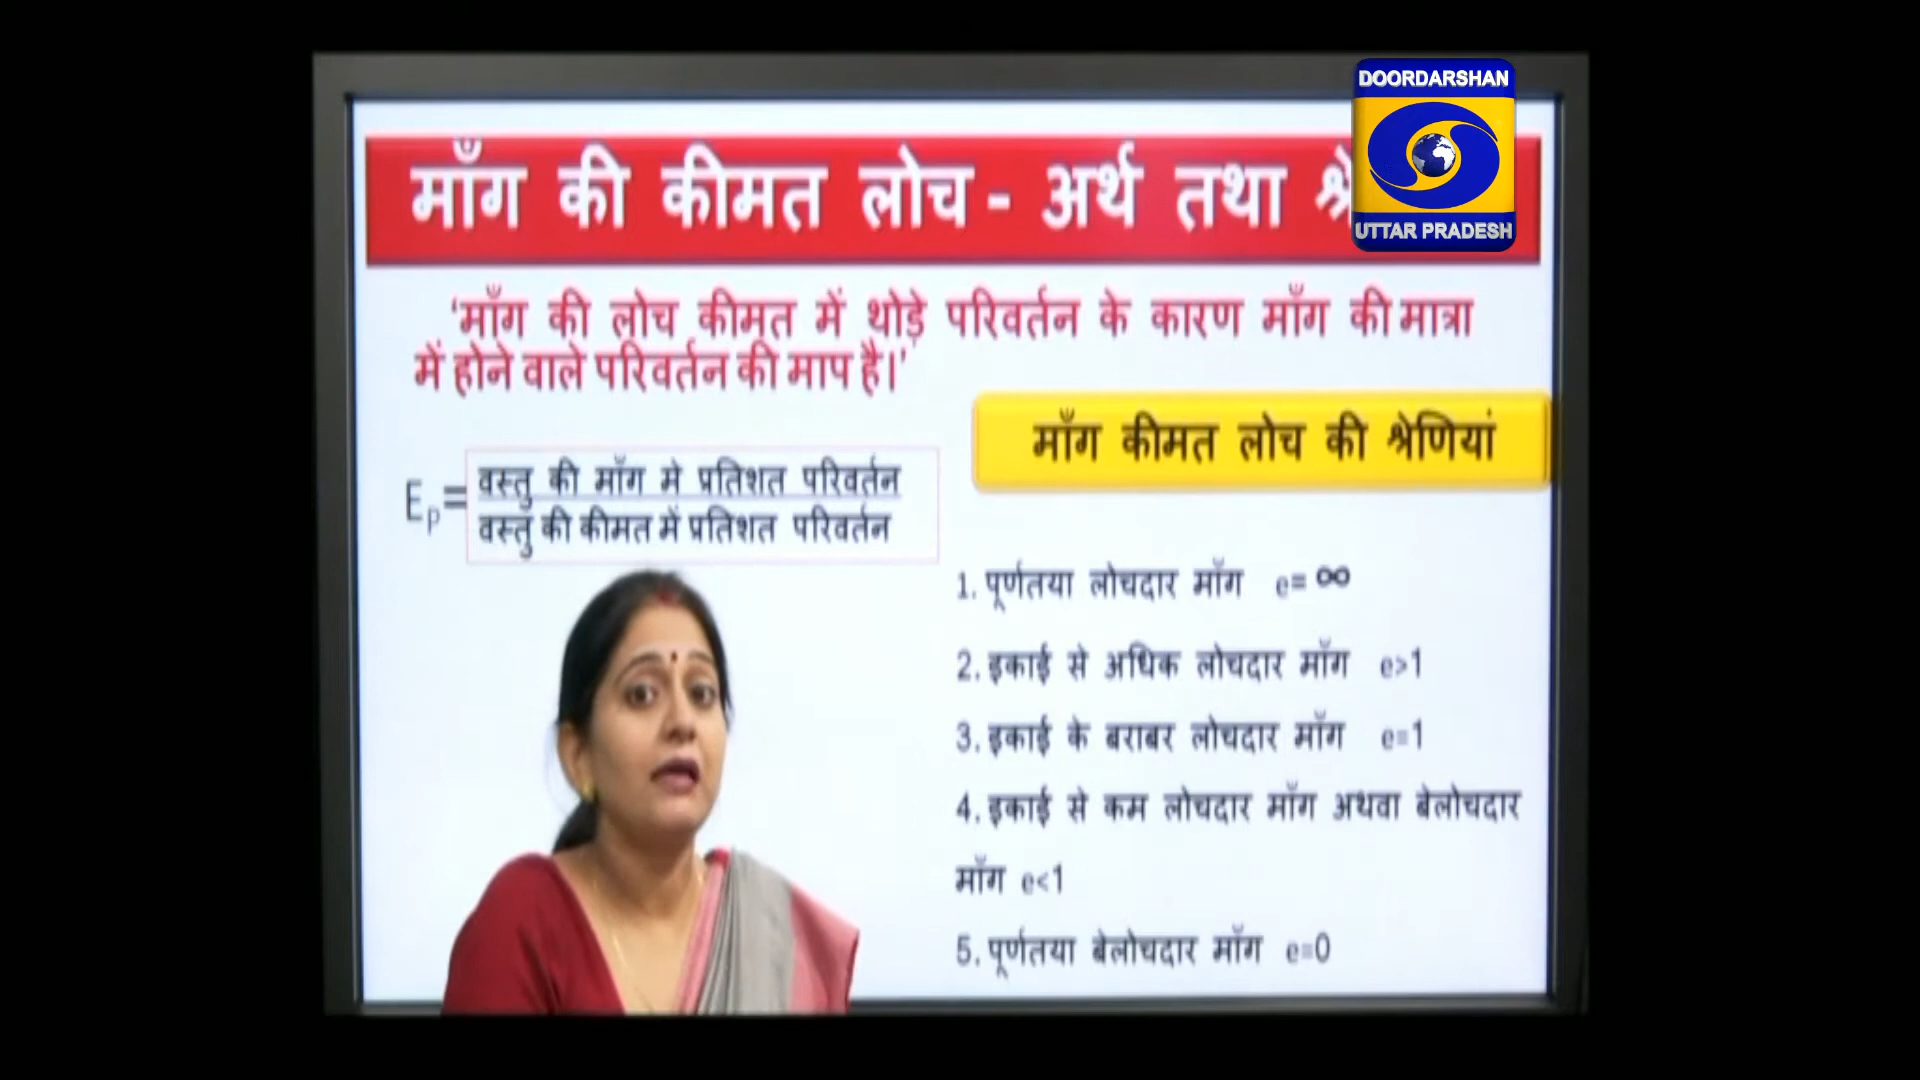 DOORDARSHAN
UTTAR PRADESH
माँग की कीमत लोच - अर्थ तथा
'माँग की लोच कीमत में थोड़े परिवर्तन के कारण माँग की मात्रा
में होने वाले परिवर्तन की माप है।'
Ep=
वस्तु की माँग मे प्रतिशत परिवर्तन
वस्तु की कीमत में प्रतिशत परिवर्तन
माँग कीमत लोच की श्रेणियां
1. पूर्णतया लोचदार माँग e= ∞
2. इकाई से अधिक लोचदार माँग e>1
3. इकाई के बराबर लोचदार माँग e=1
4. इकाई से कम लोचदार माँग अथवा बेलोचदार
माँग e<1
5. पूर्णतया बेलोचदार माँग e=0